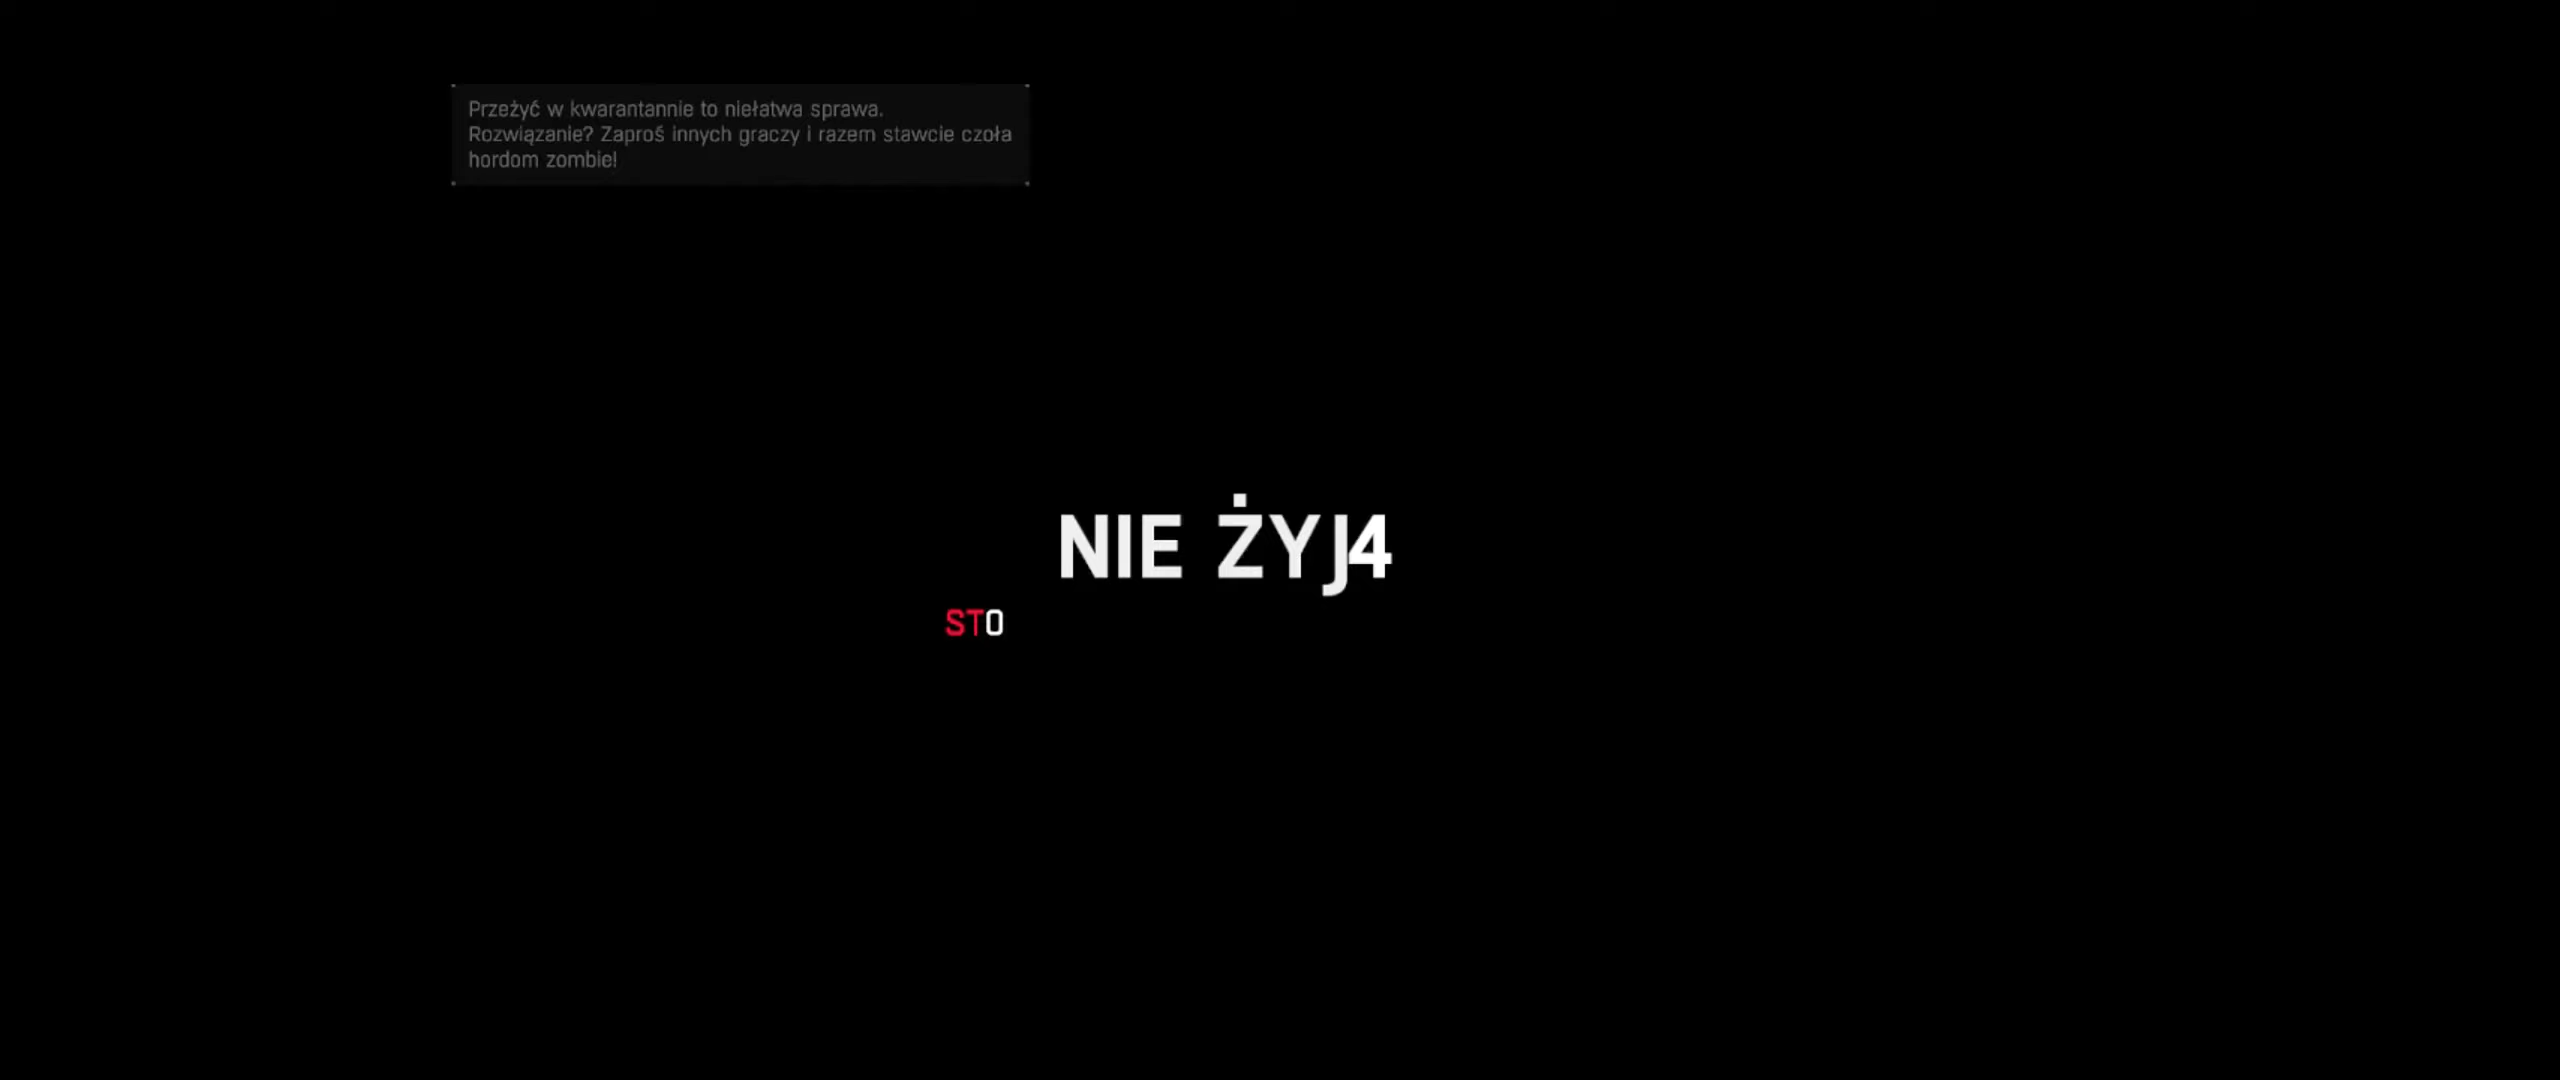 Przeżyć w kwarantannie to niełatwa sprawa.
Rozwiązanie? Zaproś innych graczy i razem stawcie czoła
hordom zombie!
NIE ŻYJ4
STO